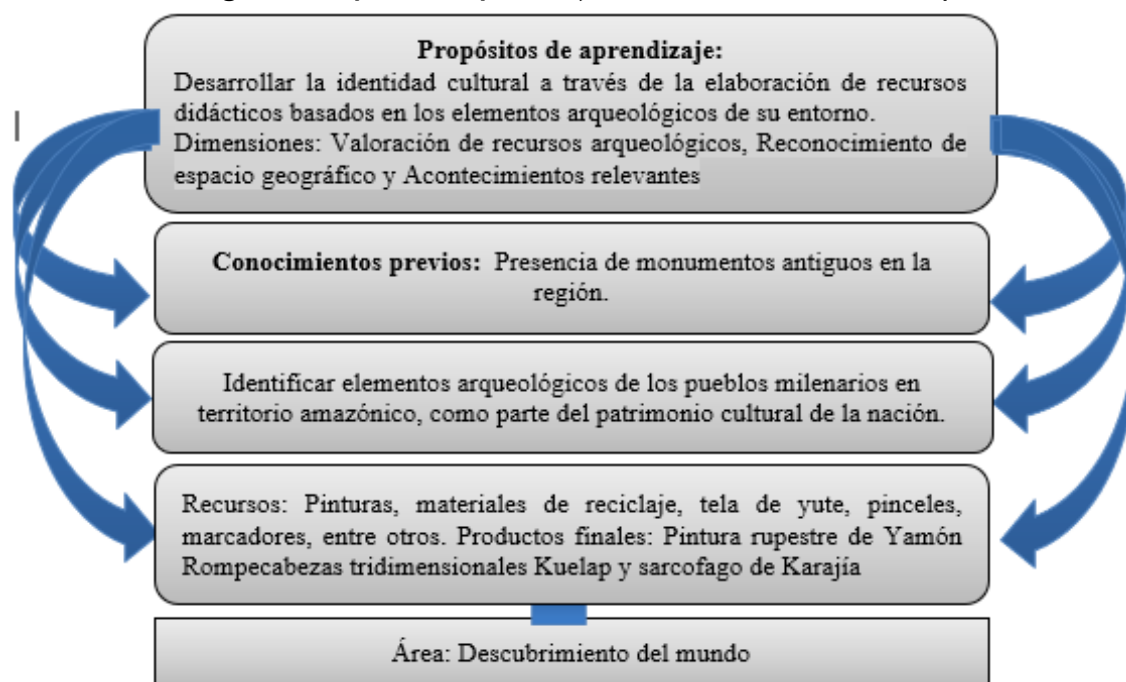 Propósitos de aprendizaje:
Desarrollar la identidad cultural a través de la elaboración de recursos
didácticos basados en los elementos arqueológicos de su entorno.
Dimensiones: Valoración de recursos arqueológicos, Reconocimiento de
espacio geográfico y Acontecimientos relevantes
Conocimientos previos: Presencia de monumentos antiguos en la
región.
Identificar elementos arqueológicos de los pueblos milenarios en
territorio amazónico, como parte del patrimonio cultural de la nación.
Recursos: Pinturas, materiales de reciclaje, tela de yute, pinceles,
marcadores, entre otros. Productos finales: Pintura rupestre de Yamón
Rompecabezas tridimensionales Kuelap y sarcofago de Karajía
Área: Descubrimiento del mundo